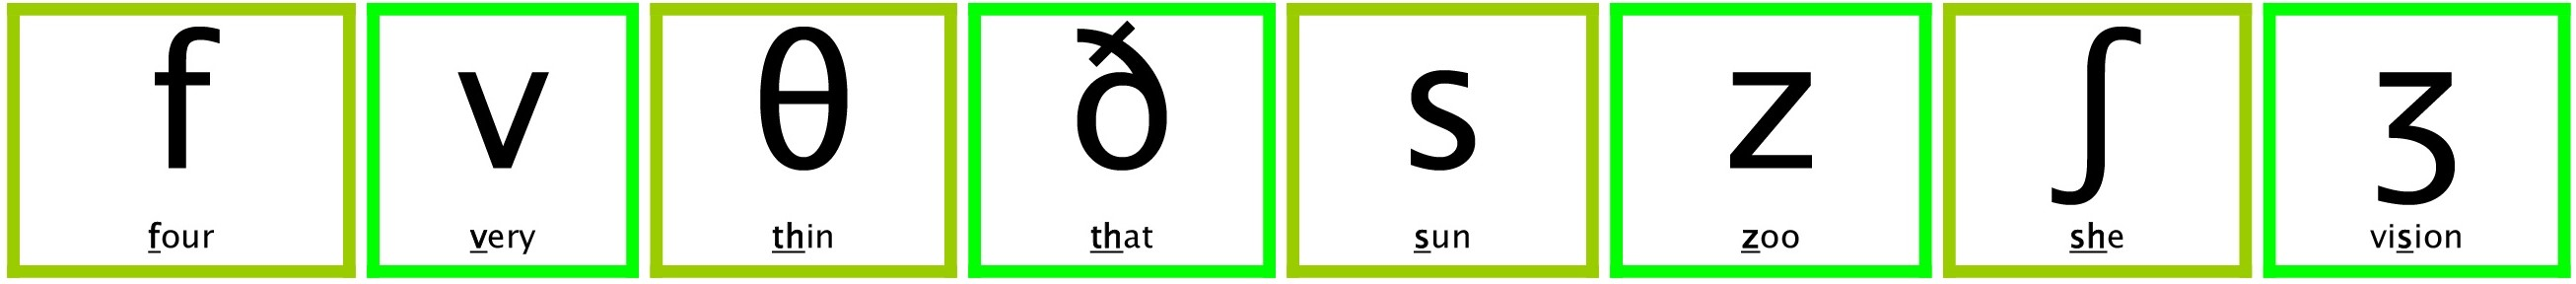 f v θ ð s z ʃ ʒ
four very thin that sun zoo she vision